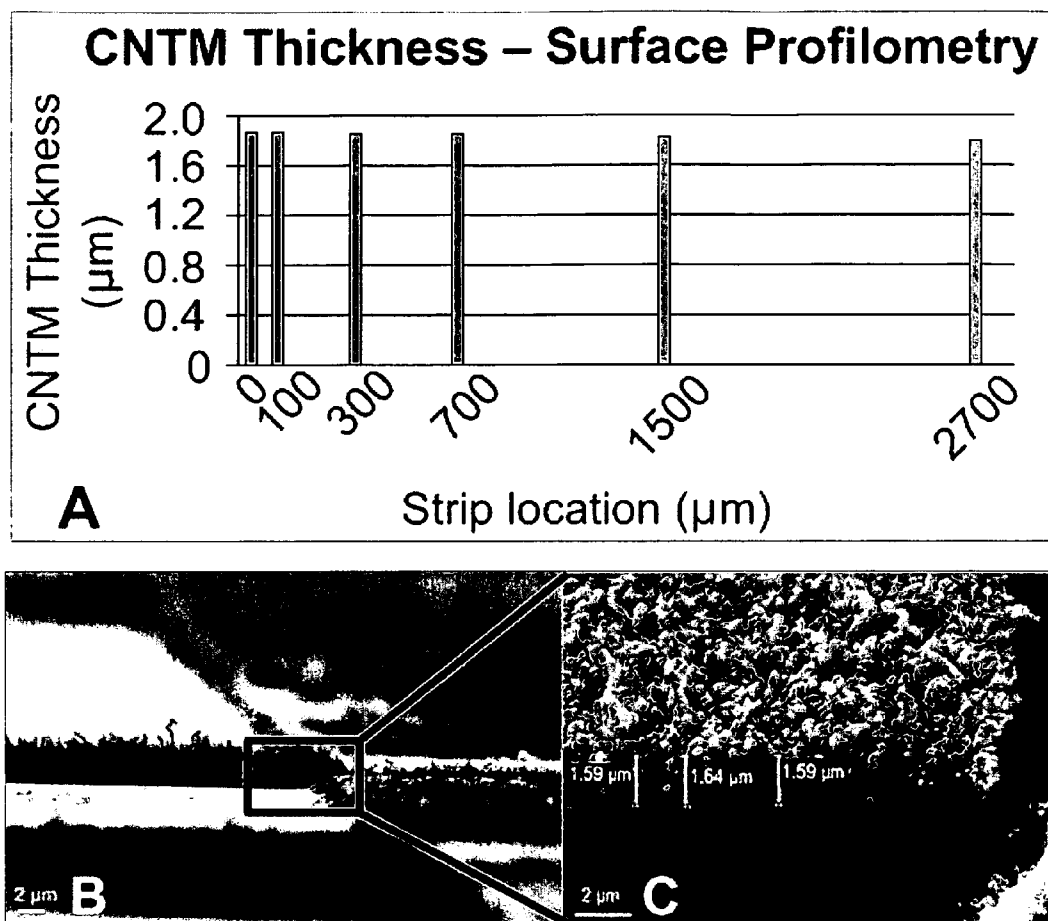 CNTM Thickness – Surface Profilometry
CNTM Thickness
(µm)
2.0
1.6
1.2
0.8
0.4
0
0
100
300
700
1500
2700
Strip location (µm)
A
1.59 µm
1.64 µm
1.59 µm
2 µm
B
2 µm
C